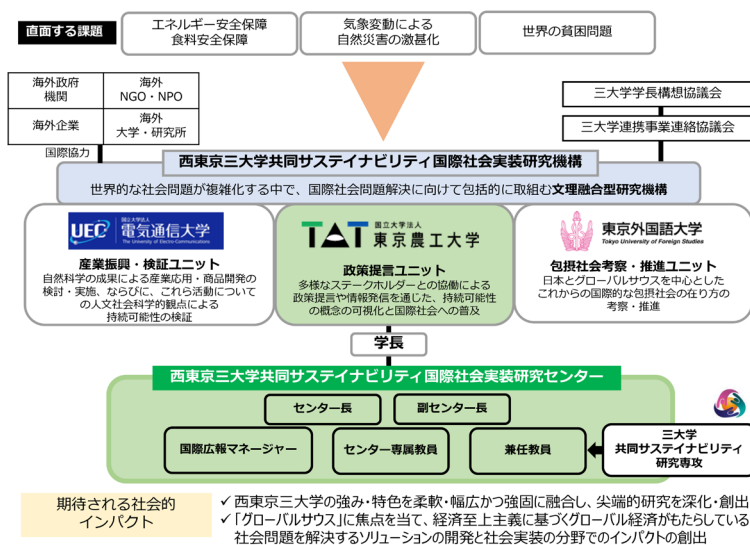 直面する課題
エネルギー安全保障
食料安全保障
気象変動による
自然災害の激甚化
世界の貧困問題
海外政府
機関
海外
NGO・NPO
海外企業
海外
大学・研究所
国際協力
三大学学長構想協議会
三大学連携事業連絡協議会
西東京三大学共同サステイナビリティ国際社会実装研究機構
世界的な社会問題が複雑化する中で、国際社会問題解決に向けて包括的に取組む文理融合型研究機構
UEC
国立大学法人
電気通信大学
The University of Electro-Communications
産業振興・検証ユニット
自然科学の成果による産業応用・商品開発の
検討・実施、ならびに、これら活動について
の人文社会科学的観点による
持続可能性の検証
TAT
国立大学法人
東京農工大学
政策提言ユニット
多様なステークホルダーとの協働による
政策提言や情報発信を通じた、持続可能性
の概念の可視化と国際社会への普及
東京外国語大学
Tokyo University of Foreign Studies
包摂社会考察・推進ユニット
日本とグローバルサウスを中心とした
これからの国際的な包摂社会の在り方の
考察・推進
学長
西東京三大学共同サステイナビリティ国際社会実装研究センター
センター長
副センター長
国際広報マネージャー
センター専属教員
兼任教員
三大学
共同サステイナビリティ
研究専攻
期待される社会的
インパクト
✓ 西東京三大学の強み・特色を柔軟・幅広かつ強固に融合し、尖端的研究を深化・創出
✓ 「グローバルサウス」に焦点を当て、経済至上主義に基づくグローバル経済がもたらしている
社会問題を解決するソリューションの開発と社会実装の分野でのインパクトの創出